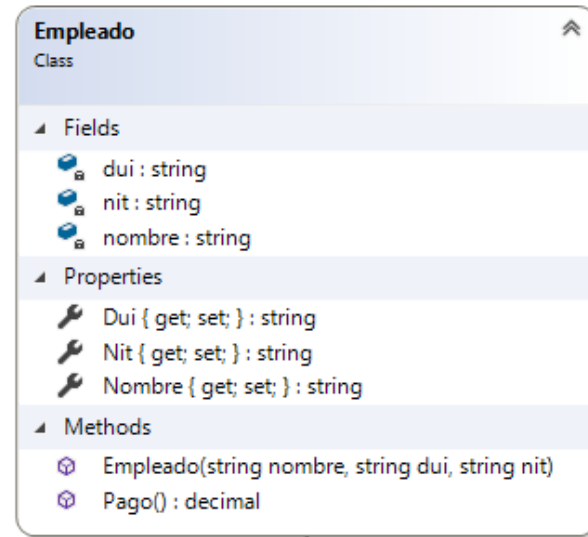 Empleado
Class
Fields
dui : string
nit : string
nombre : string
Properties
Dui { get; set; } : string
Nit { get; set; } : string
Nombre { get; set; } : string
Methods
Empleado(string nombre, string dui, string nit)
Pago() : decimal